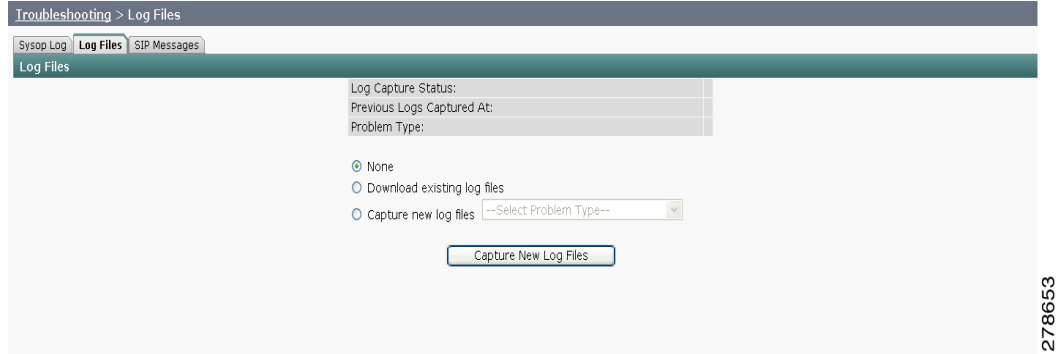 Troubleshooting > Log Files
Sysop Log Log Files SIP Messages
Log Files
Log Capture Status:
Previous Logs Captured At:
Problem Type:
None
Download existing log files
Capture new log files --Select Problem Type--
Capture New Log Files
278653